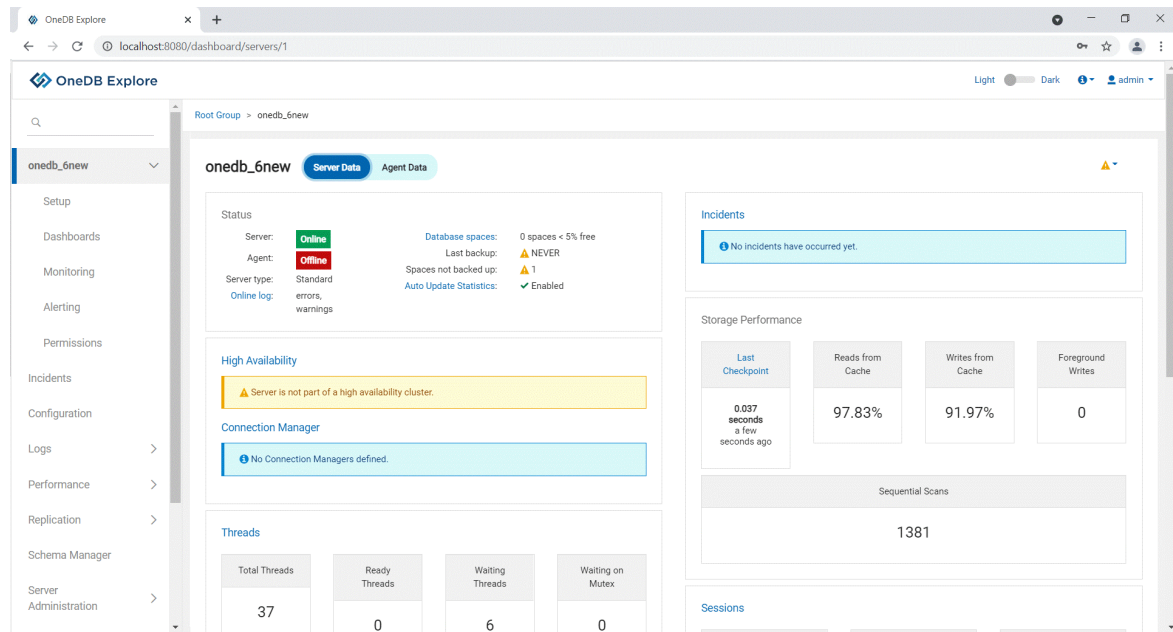 OneDB Explore
localhost:8080/dashboard/servers/1
OneDB Explore
Light Dark admin
Root Group > onedb_6new
onedb_6new
Setup
Dashboards
Monitoring
Alerting
Permissions
Incidents
Configuration
Logs
Performance
Replication
Schema Manager
Server
Administration
onedb_6new Server Data Agent Data
Status
Server: Online
Agent: Offline
Server type: Standard
Online log: errors,
warnings
Database spaces: 0 spaces < 5% free
Last backup: NEVER
Spaces not backed up: 1
Auto Update Statistics: Enabled
High Availability
Server is not part of a high availability cluster.
Connection Manager
No Connection Managers defined.
Threads
Total Threads
37
Ready
Threads
0
Waiting
Threads
6
Waiting on
Mutex
0
Incidents
No incidents have occurred yet.
Storage Performance
Last
Checkpoint
0.037
seconds
a few
seconds ago
Reads from
Cache
97.83%
Writes from
Cache
91.97%
Foreground
Writes
0
Sequential Scans
1381
Sessions